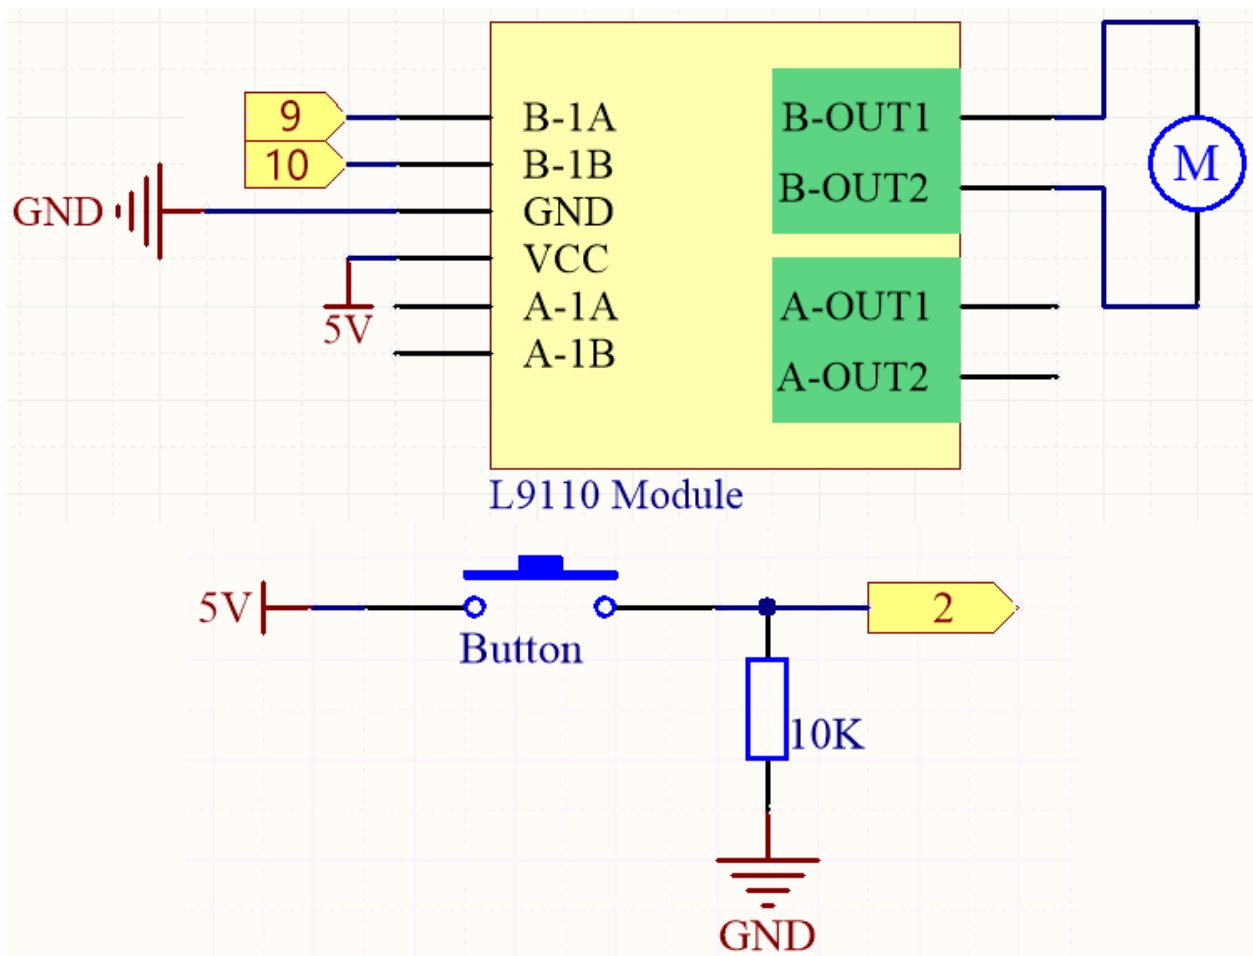 9
B-1A
B-OUT1
10
B-1B
B-OUT2
M
GND
GND
VCC
5V
A-1A
A-OUT1
A-1B
A-OUT2
L9110 Module
5V
Button
2
10K
GND